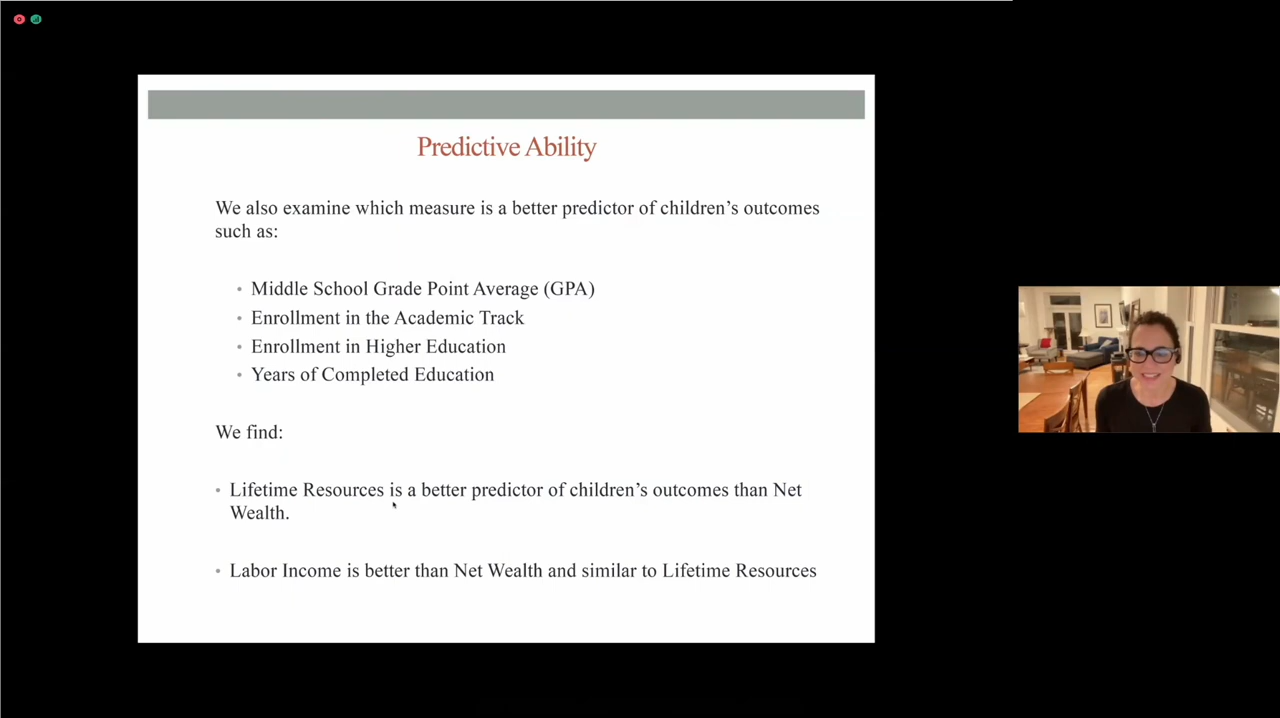 Predictive Ability
We also examine which measure is a better predictor of children’s outcomes
such as:
• Middle School Grade Point Average (GPA)
• Enrollment in the Academic Track
• Enrollment in Higher Education
• Years of Completed Education
We find:
• Lifetime Resources is a better predictor of children’s outcomes than Net
Wealth.
• Labor Income is better than Net Wealth and similar to Lifetime Resources